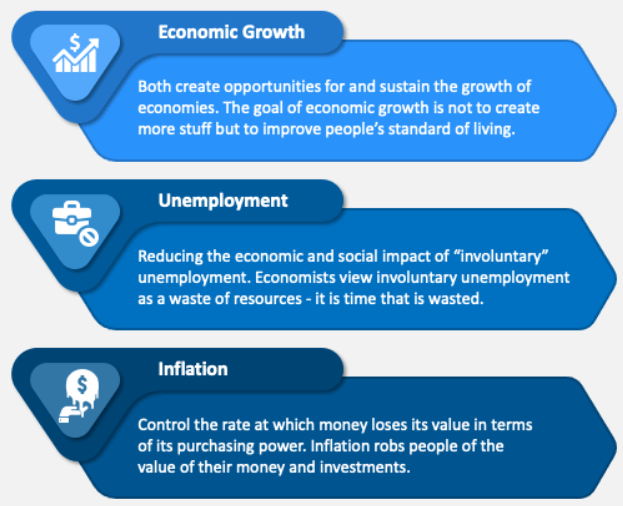 Economic Growth
Both create opportunities for and sustain the growth of
economies. The goal of economic growth is not to create
more stuff but to improve people's standard of living.
Unemployment
Reducing the economic and social impact of “involuntary”
unemployment. Economists view involuntary unemployment
as a waste of resources - it is time that is wasted.
Inflation
Control the rate at which money loses its value in terms
of its purchasing power. Inflation robs people of the
value of their money and investments.